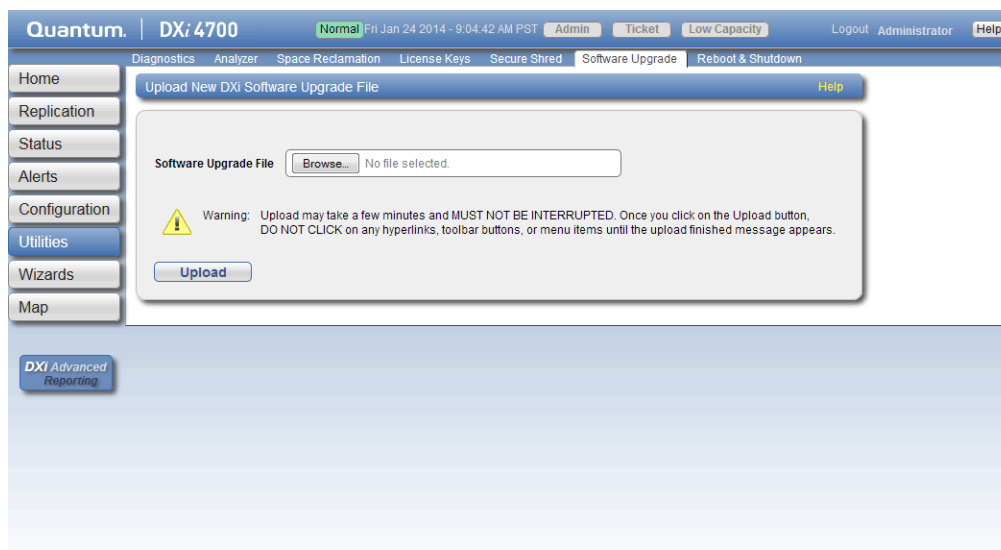 Quantum. | DXi 4700 Normal Fri Jan 24 2014 - 9:04:42 AM PST Admin Ticket Low Capacity Logout Administrator Help
Diagnostics Analyzer Space Reclamation License Keys Secure Shred Software Upgrade Reboot & Shutdown
Home
Replication
Status
Alerts
Configuration
Utilities
Wizards
Map
DXi Advanced
Reporting
Upload New DXi Software Upgrade File Help
Software Upgrade File Browse... No file selected.
Warning: Upload may take a few minutes and MUST NOT BE INTERRUPTED. Once you click on the Upload button,
DO NOT CLICK on any hyperlinks, toolbar buttons, or menu items until the upload finished message appears.
Upload